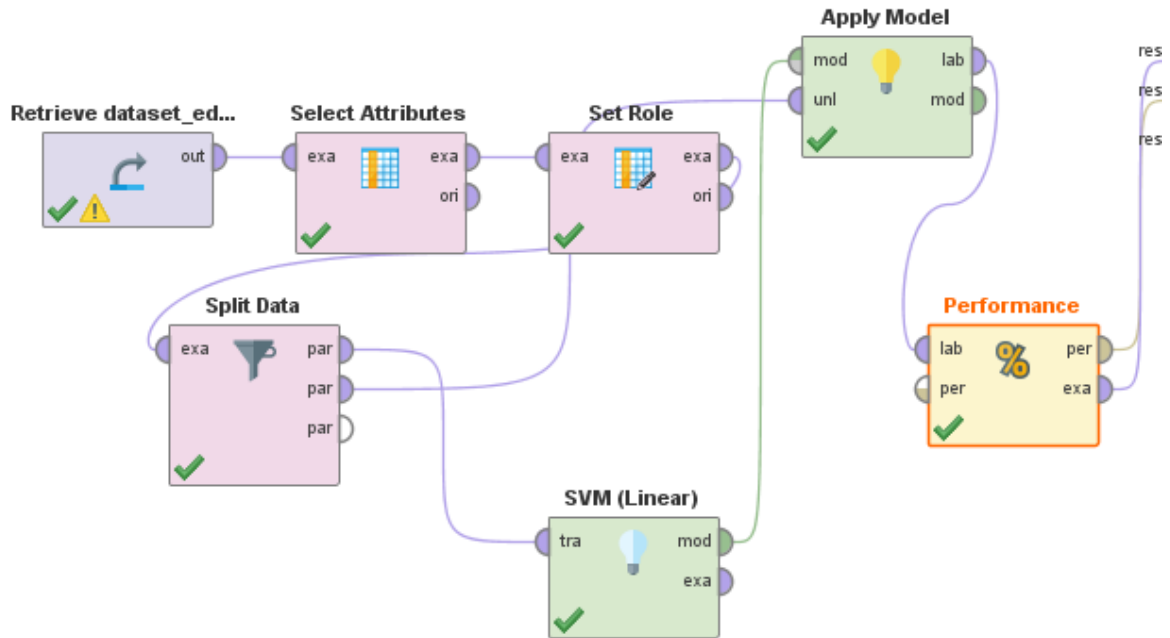 Apply Model
mod lab
unl mod
res
res
res
Retrieve dataset_ed...
out
Select Attributes
exa exa
ori
Set Role
exa exa
ori
Split Data
exa par
par
par
Performance
%
lab per
per exa
SVM (Linear)
tra mod
exa